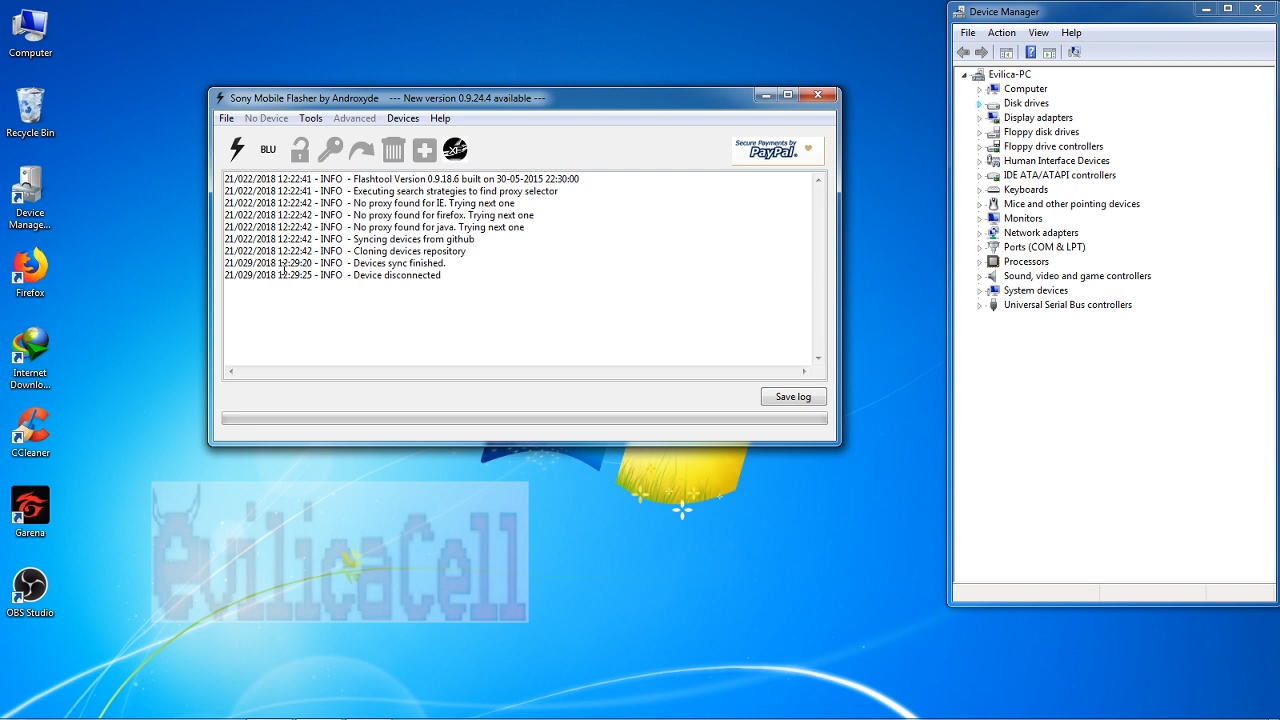 Computer
Recycle Bin
Device
Manage...
Firefox
Internet
Downlo...
CCleaner
Garena
OBS Studio
Sony Mobile Flasher by Androxyde --- New version 0.9.24.4 available ---
File No Device Tools Advanced Devices Help
BLU
Secure Payments by
PayPal.
21/022/2018 12:22:41 - INFO - Flashtool Version 0.9.18.6 built on 30-05-2015 22:30:00
21/022/2018 12:22:41 - INFO - Executing search strategies to find proxy selector
21/022/2018 12:22:42 - INFO - No proxy found for IE. Trying next one
21/022/2018 12:22:42 - INFO - No proxy found for firefox. Trying next one
21/022/2018 12:22:42 - INFO - No proxy found for java. Trying next one
21/022/2018 12:22:42 - INFO - Syncing devices from github
21/022/2018 12:22:42 - INFO - Cloning devices repository
21/029/2018 12:29:20 - INFO - Devices sync finished.
21/029/2018 12:29:25 - INFO - Device disconnected
Save log
evilicaCell
Device Manager
File Action View Help
Evilica-PC
Computer
Disk drives
Display adapters
Floppy disk drives
Floppy drive controllers
Human Interface Devices
IDE ATA/ATAPI controllers
Keyboards
Mice and other pointing devices
Monitors
Network adapters
Ports (COM & LPT)
Processors
Sound, video and game controllers
System devices
Universal Serial Bus controllers